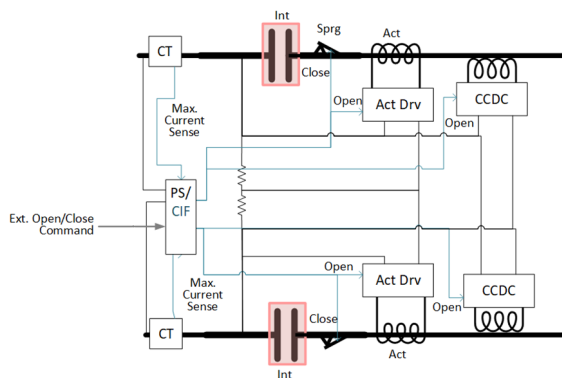 Int
Sprg
Act
CT
Close
Max.
Current
Sense
Open
Act Drv
CCDC
Open
PS/
CIF
Ext. Open/Close
Command
Open
Act Drv
CCDC
Max.
Current
Sense
Open
Close
CT
Act
Int